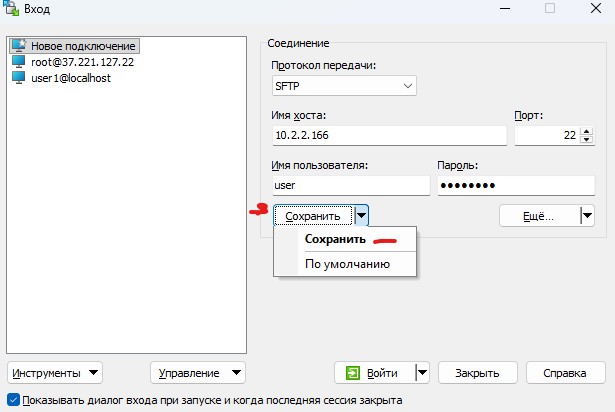 Вход
Новое подключение
root@37.221.127.22
user1@localhost
Соединение
Протокол передачи:
SFTP
Имя хоста:
Порт:
10.2.2.166
22
Имя пользователя:
Пароль:
user
••••••••
Сохранить
Ещё...
Сохранить
По умолчанию
Инструменты
Управление
Войти
Закрыть
Справка
Показывать диалог входа при запуске и когда последняя сессия закрыта